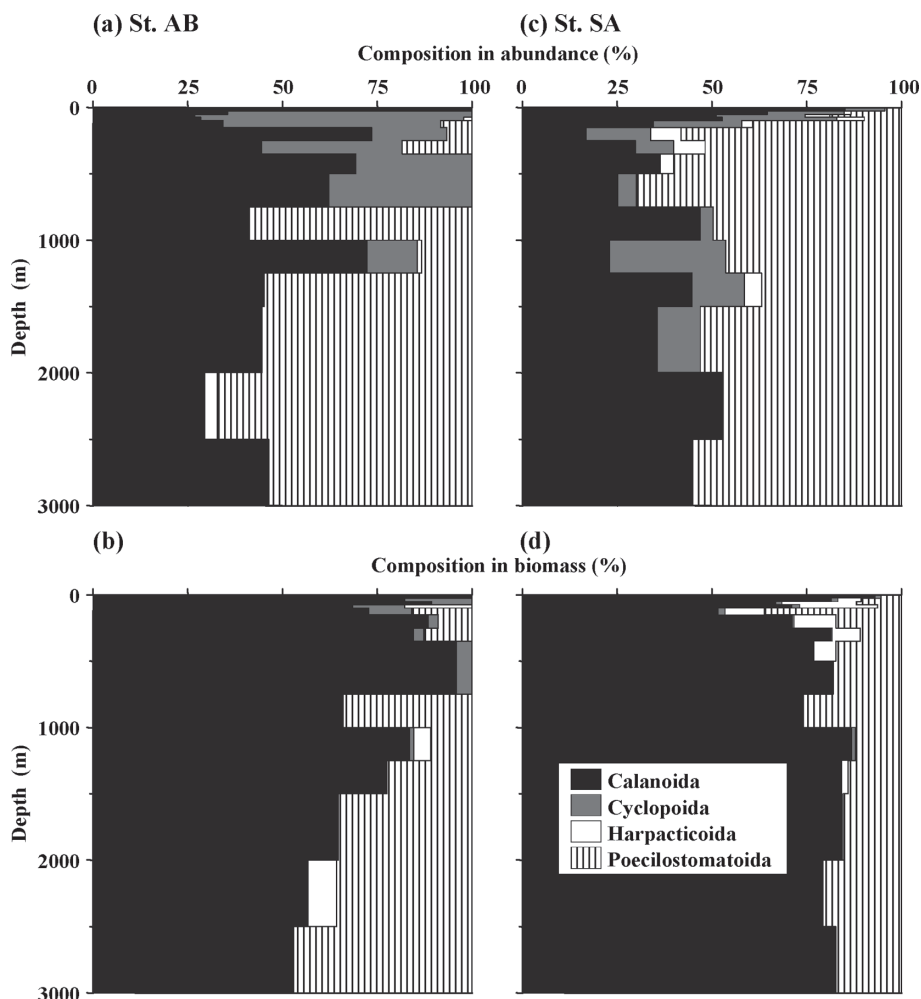 (a) St. AB
(c) St. SA
Composition in abundance (%)
0 25 50 75 100
0 25 50 75 100
0
1000
2000
3000
Depth (m)
(b)
(d)
Composition in biomass (%)
0
1000
2000
3000
Depth (m)
Calanoida
Cyclopoida
Harpacticoida
Poecilostomatoida